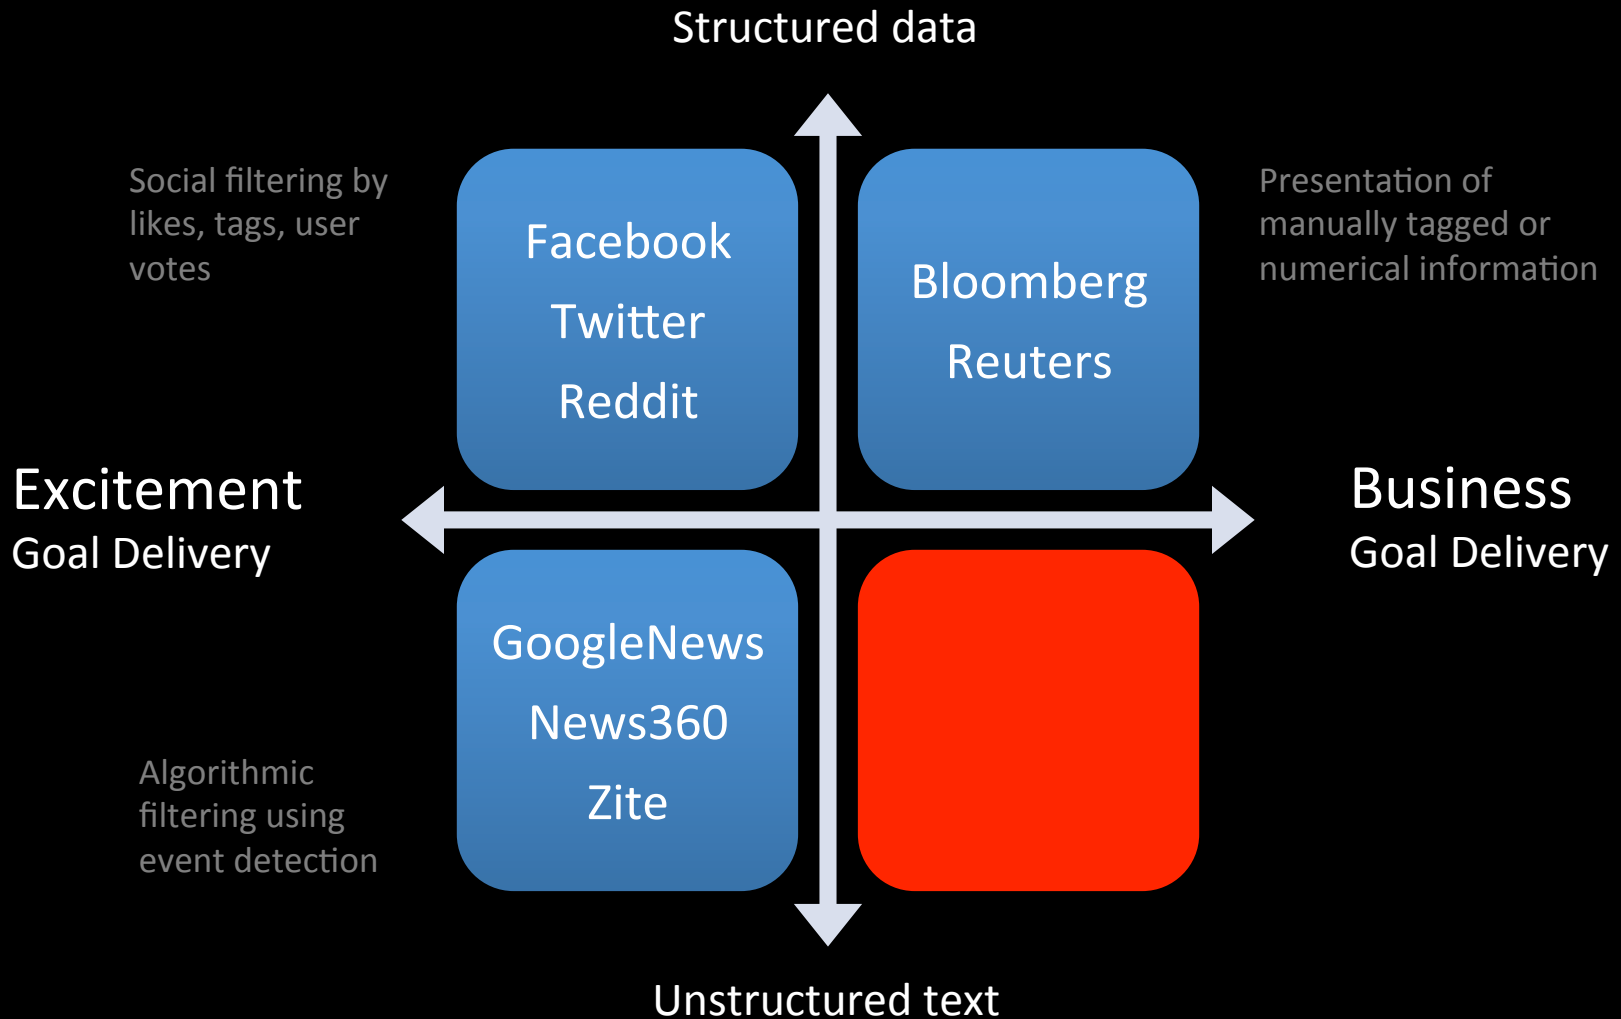 Structured data
Social filtering by
likes, tags, user
votes
Facebook
Twitter
Reddit
Bloomberg
Reuters
Presentation of
manually tagged or
numerical information
Excitement
Goal Delivery
Business
Goal Delivery
GoogleNews
News360
Zite
Algorithmic
filtering using
event detection
Unstructured text